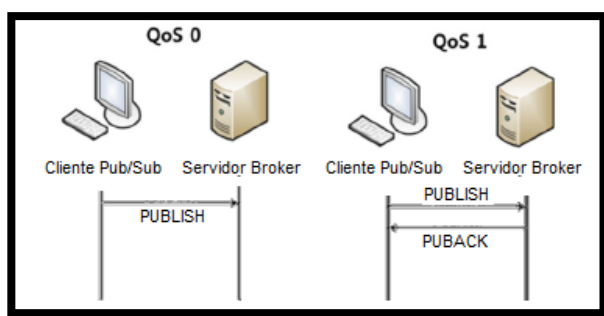 QoS 0
QoS 1
Cliente Pub/Sub Servidor Broker
Cliente Pub/Sub Servidor Broker
PUBLISH
PUBLISH
PUBACK